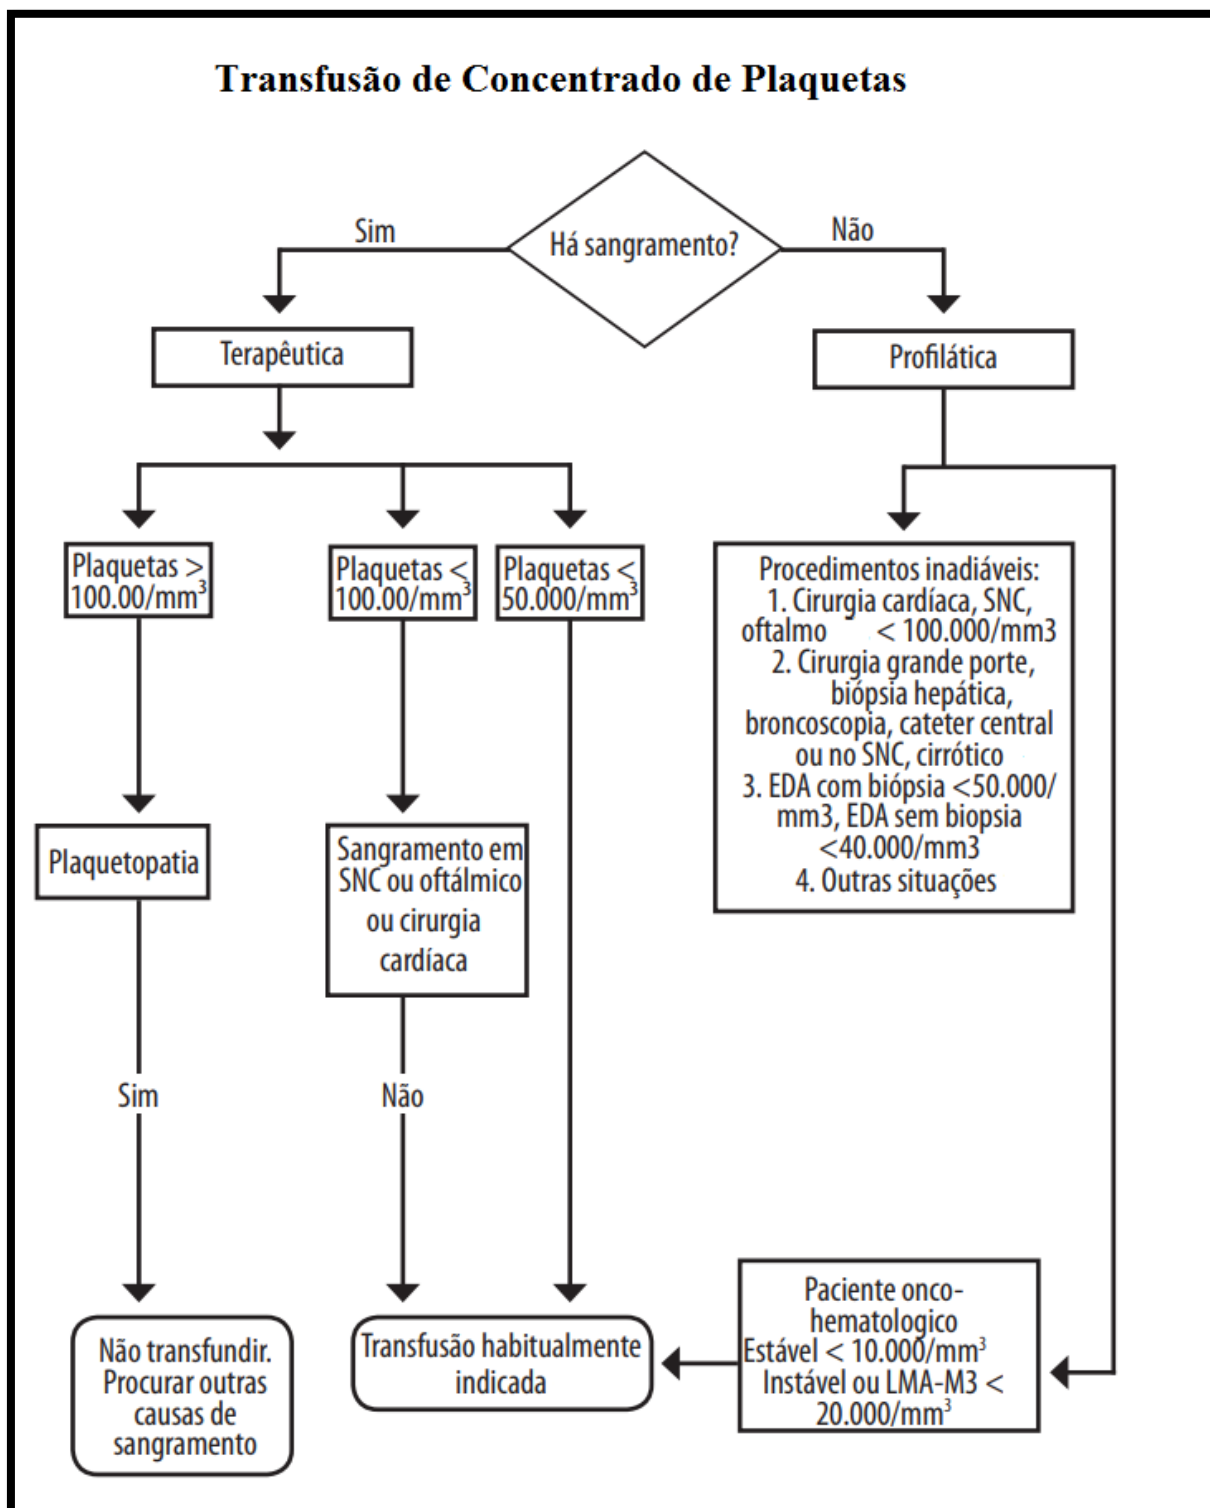 Transfusão de Concentrado de Plaquetas
Há sangramento?
Sim
Não
Terapêutica
Profilática
Plaquetas >
100.00/mm³
Plaquetas <
100.00/mm³
Plaquetas <
50.000/mm³
Procedimentos inadiáveis:
1. Cirurgia cardíaca, SNC,
oftalmo < 100.000/mm3
2. Cirurgia grande porte,
biópsia hepática,
broncoscopia, cateter central
ou no SNC, cirrótico
3. EDA com biópsia <50.000/
mm3, EDA sem biopsia
<40.000/mm3
4. Outras situações
Plaquetopatia
Sangramento em
SNC ou oftálmico
ou cirurgia
cardíaca
Sim
Não
Não transfundir.
Procurar outras
causas de
sangramento
Transfusão habitualmente
indicada
Paciente onco-
hematologico
Estável < 10.000/mm³
Instável ou LMA-M3 <
20.000/mm³